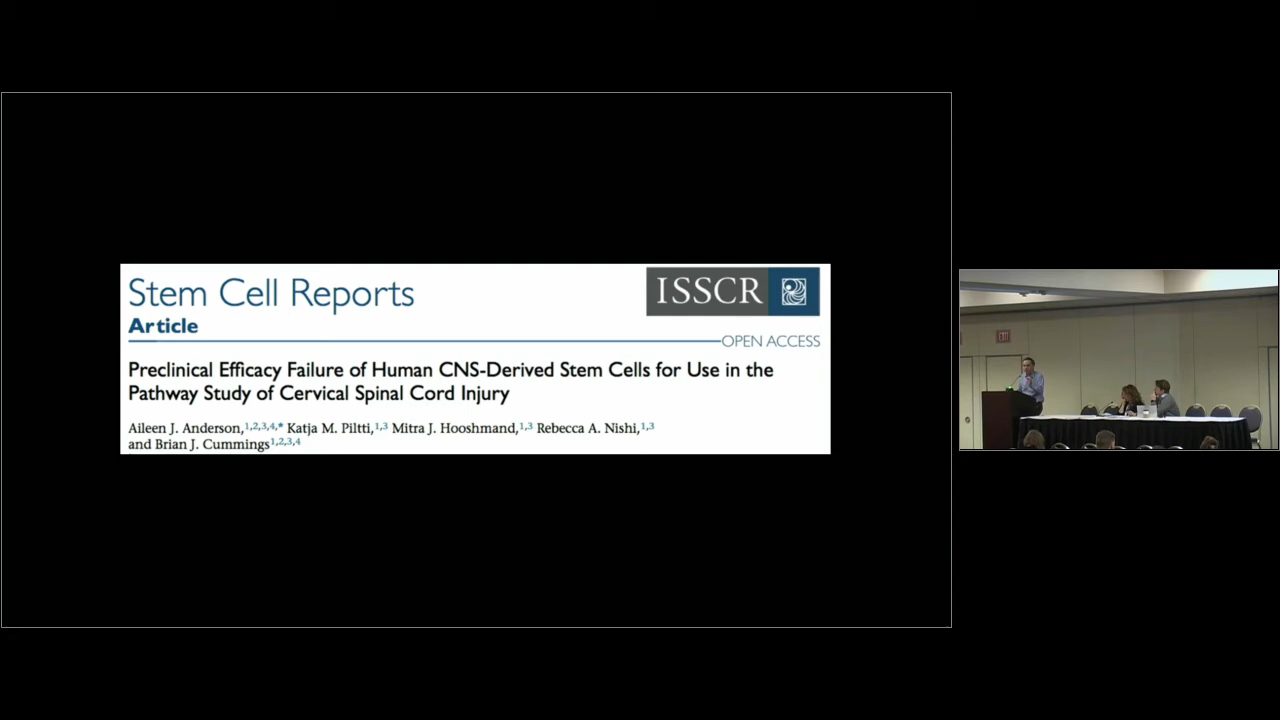 Stem Cell Reports
ISSCR
Article
OPEN ACCESS
Preclinical Efficacy Failure of Human CNS-Derived Stem Cells for Use in the
Pathway Study of Cervical Spinal Cord Injury
Aileen J. Anderson,1,2,3,4,* Katja M. Piltti,1,3 Mitra J. Hooshmand,1,3 Rebecca A. Nishi,1,3
and Brian J. Cummings1,2,3,4
EXIT